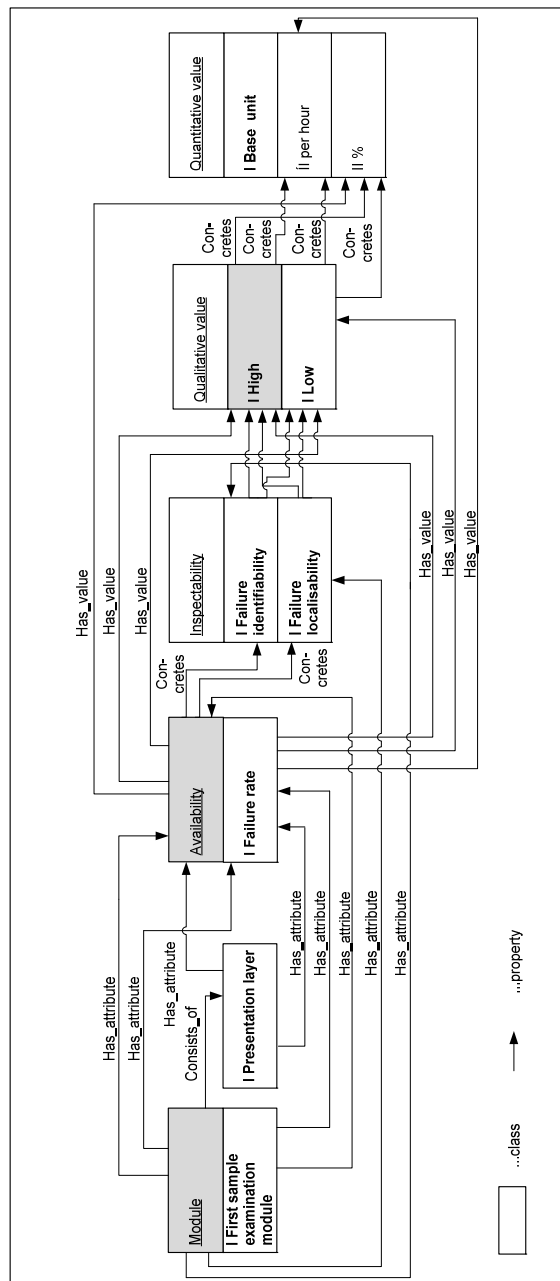 Has_value
Has_value
Has_value
Has_attribute
Has_attribute
Has_attribute
Consists_of
Module
I First sample
examination
module
I Presentation layer
Availability
I Failure rate
Con-
cretes
Con-
cretes
Inspectability
I Failure
identifiability
I Failure
localisability
Qualitative value
I High
I Low
Con-
cretes
Con-
cretes
Con-
cretes
Con-
cretes
Quantitative value
I Base unit
ÍI per hour
II %
Has_attribute
Has_attribute
Has_attribute
Has_attribute
Has_attribute
Has_value
Has_value
Has_value
...class
...property